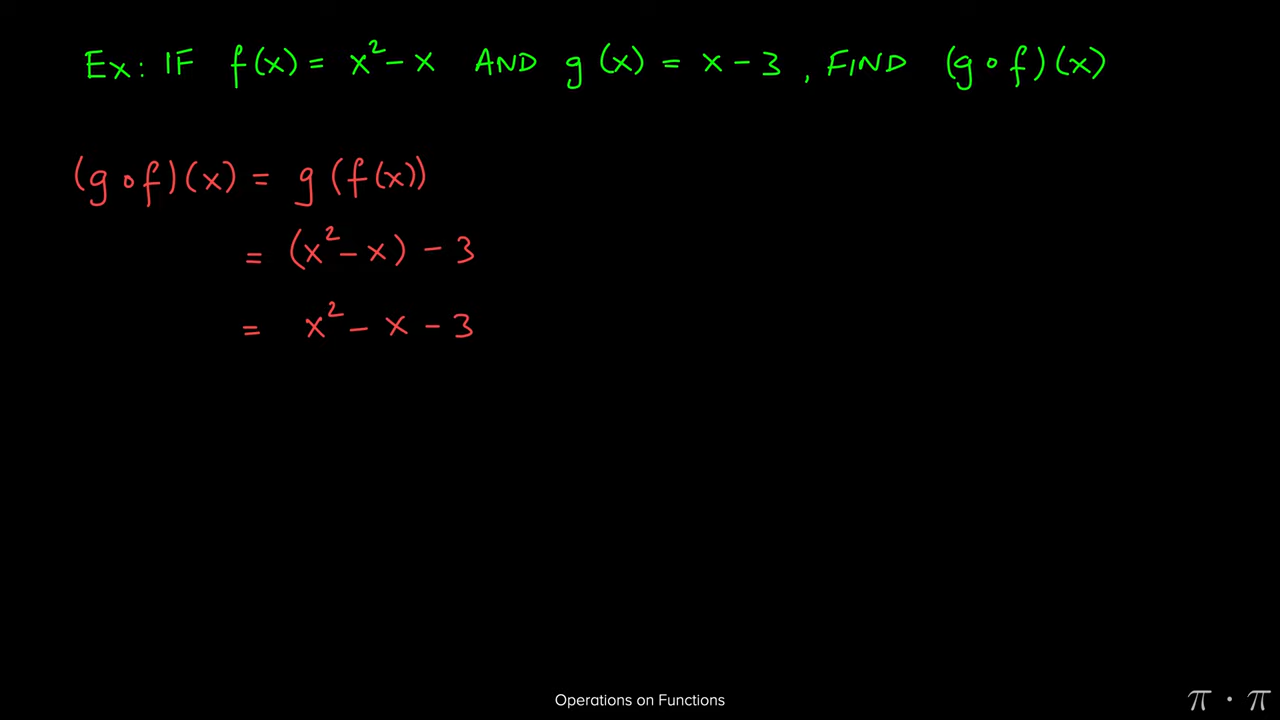 Ex: IF f(x) = x² - x AND g(x) = x - 3, FIND (g∘f)(x)
(g∘f)(x) = g(f(x))
= (x² - x) - 3
= x² - x - 3
Operations on Functions
π · π